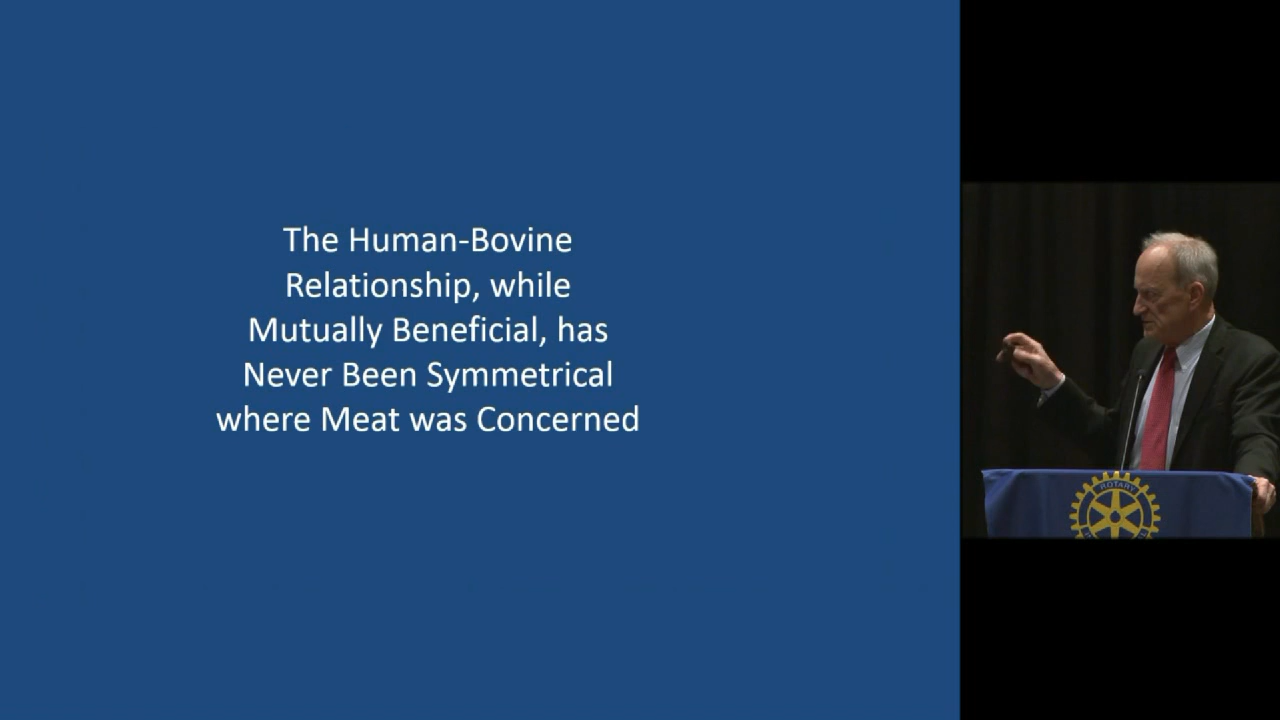 The Human-Bovine
Relationship, while
Mutually Beneficial, has
Never Been Symmetrical
where Meat was Concerned
ROTARY